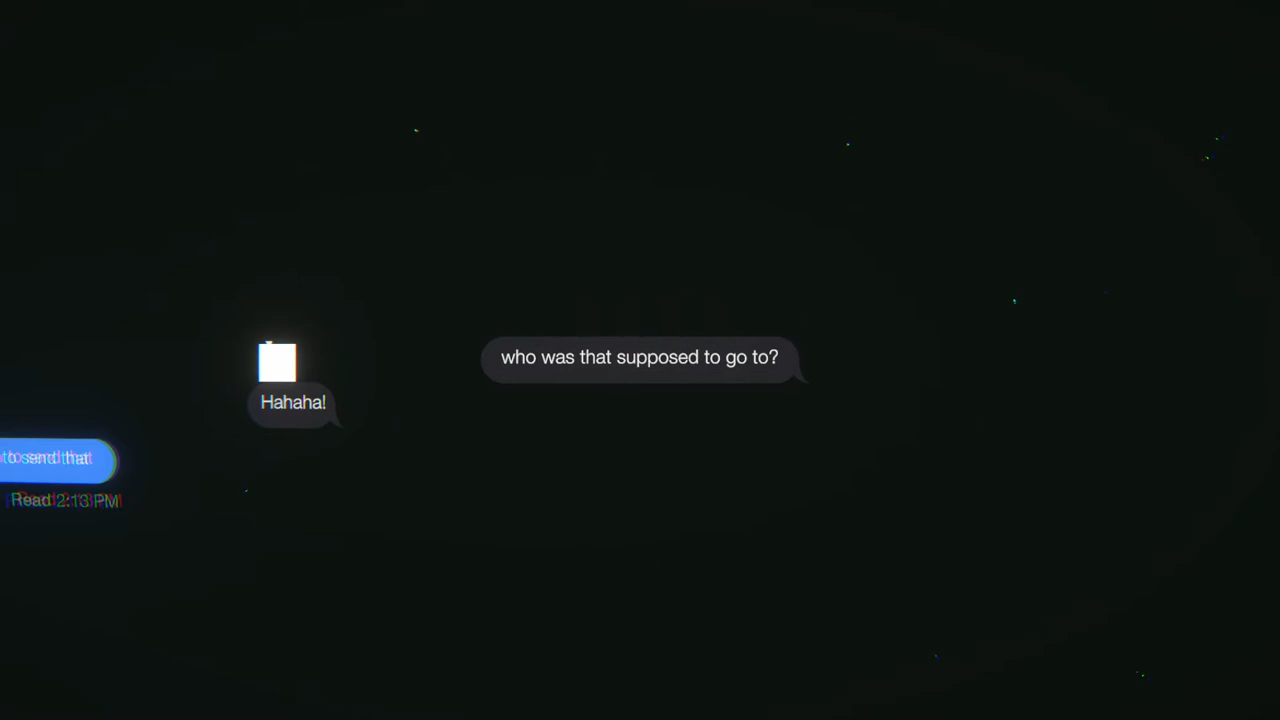 who was that supposed to go to?
Hahaha!
to send that
Read 2:13 PM